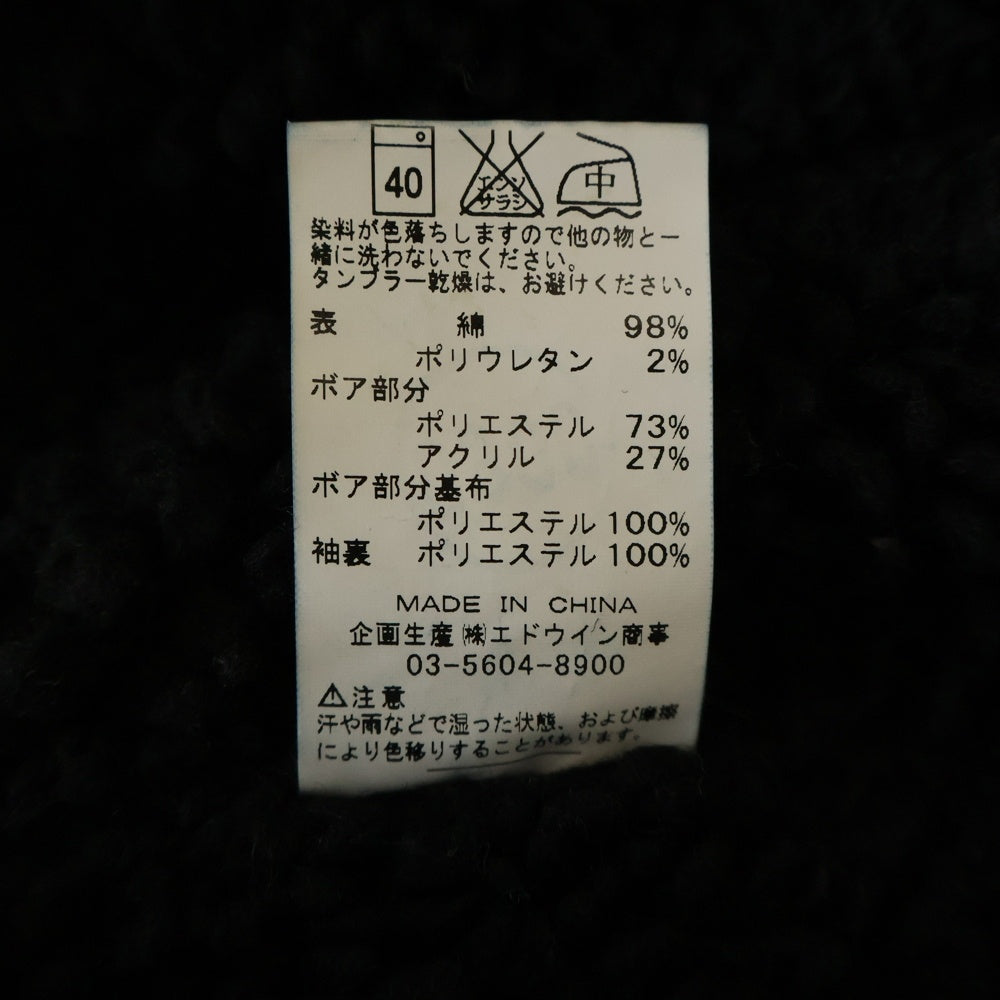 40
エンソ
サラシ
中
染料が色落ちしますので他の物と一
緒に洗わないでください。
タンブラー乾燥は、お避けください。
表 綿 98%
ポリウレタン 2%
ボア部分
ポリエステル 73%
アクリル 27%
ボア部分基布
ポリエステル 100%
袖裏 ポリエステル 100%
MADE IN CHINA
企画生産㈱エドウイン商事
03-5604-8900
⚠注意
汗や雨などで湿った状態、および摩擦
により色移りすることがあります。